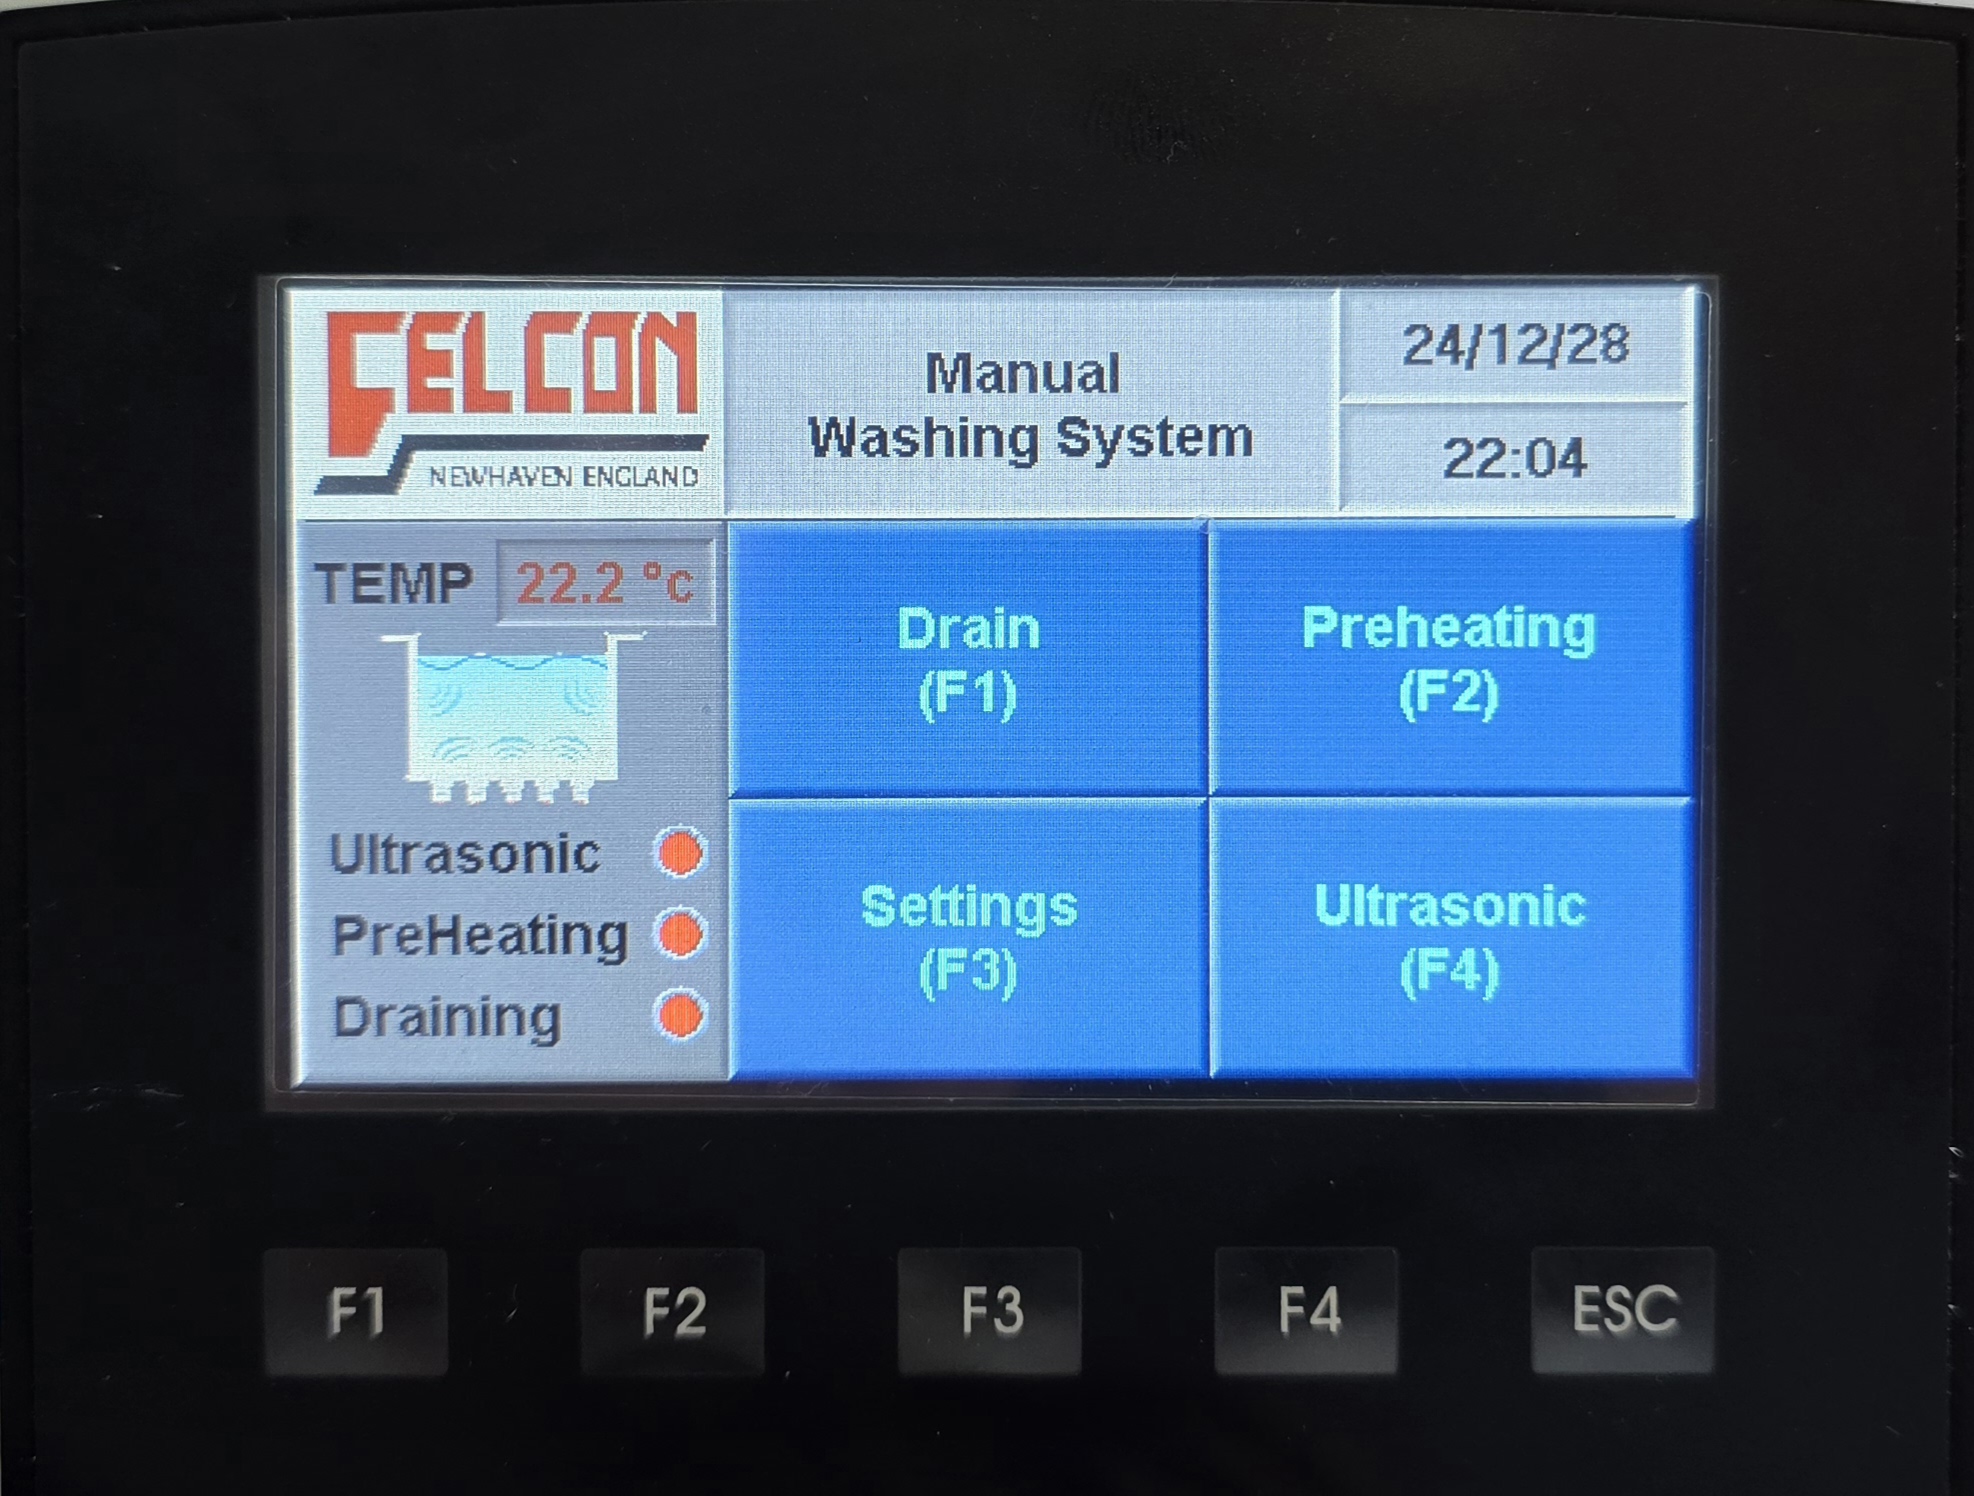 CELCON
NEWHAVEN ENGLAND
Manual
Washing System
24/12/28
22:04
TEMP 22.2 °c
Drain
(F1)
Preheating
(F2)
Ultrasonic
PreHeating
Draining
Settings
(F3)
Ultrasonic
(F4)
F1 F2 F3 F4 ESC